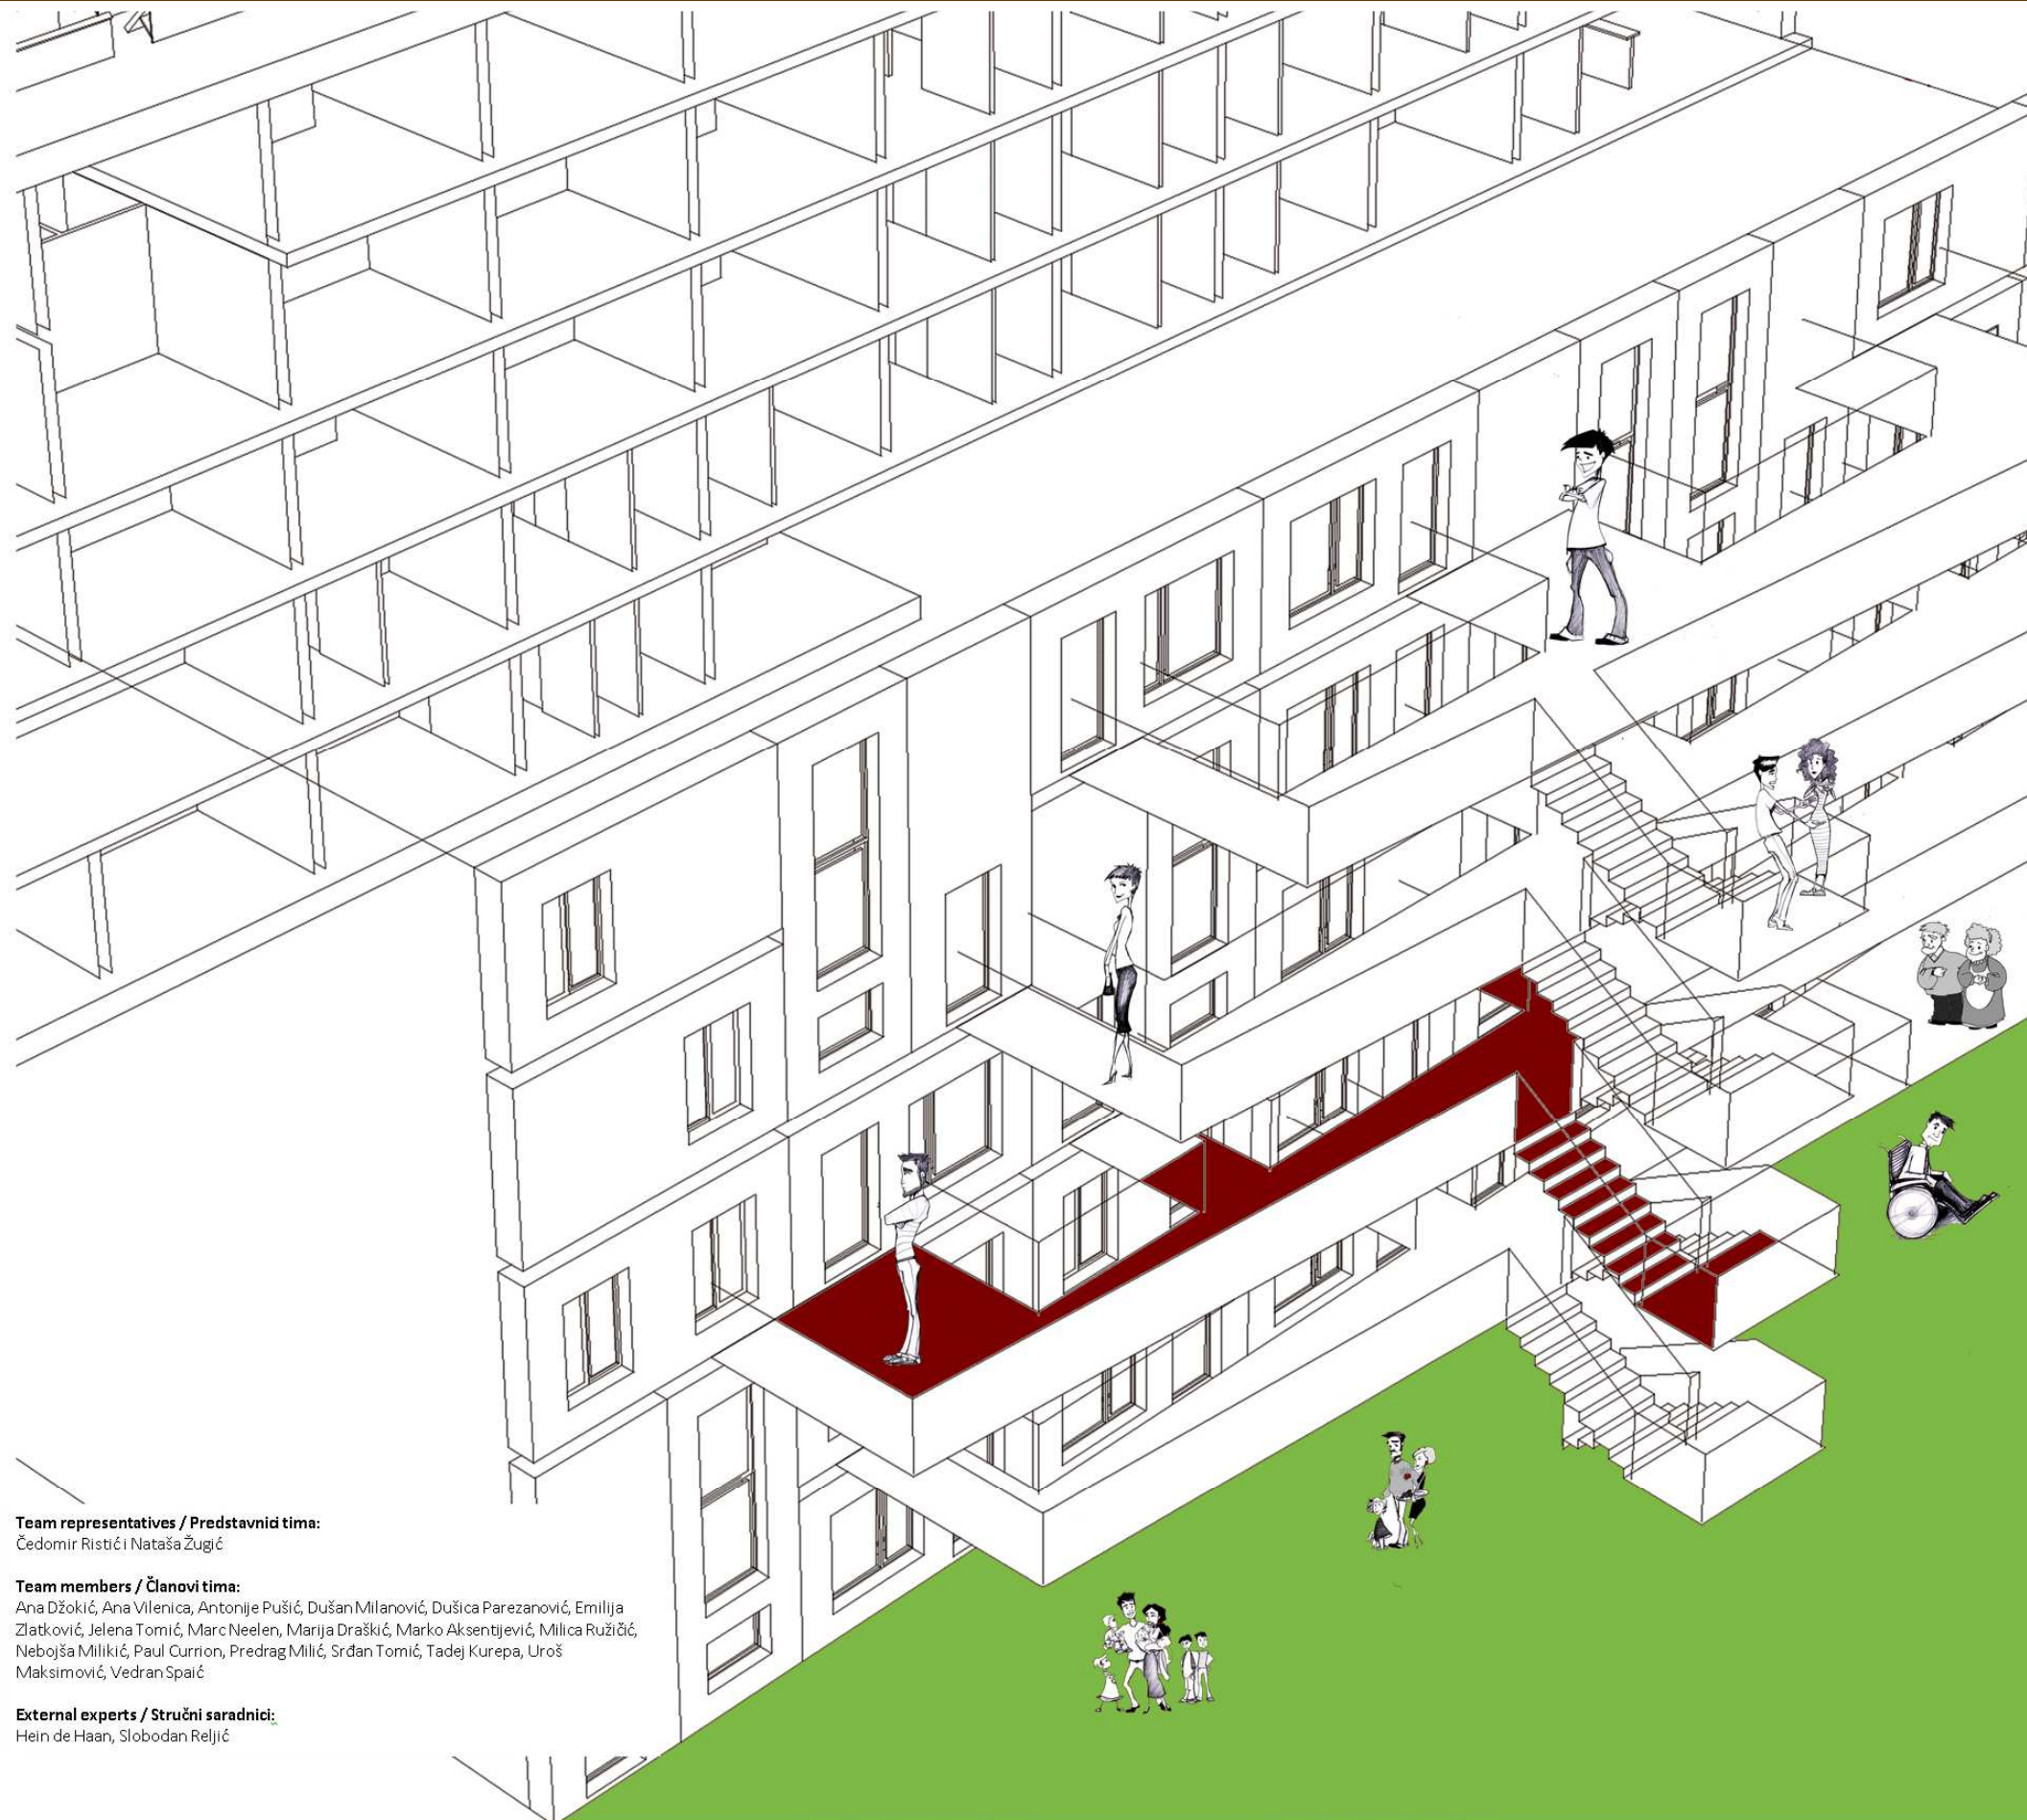 Team representatives / Predstavnici tima:
Čedomir Ristić i Nataša Žugić
Team members / Članovi tima:
Ana Džokić, Ana Vilenica, Antonije Pušić, Dušan Milanović, Dušica Parezanović, Emilija
Zlatković, Jelena Tomić, Marc Neelen, Marija Draškić, Marko Aksentijević, Milica Ružičić,
Nebojša Milikić, Paul Currion, Predrag Milić, Srđan Tomić, Tadej Kurepa, Uroš
Maksimović, Vedran Spaić
External experts / Stručni saradnici:
Hein de Haan, Slobodan Reljić